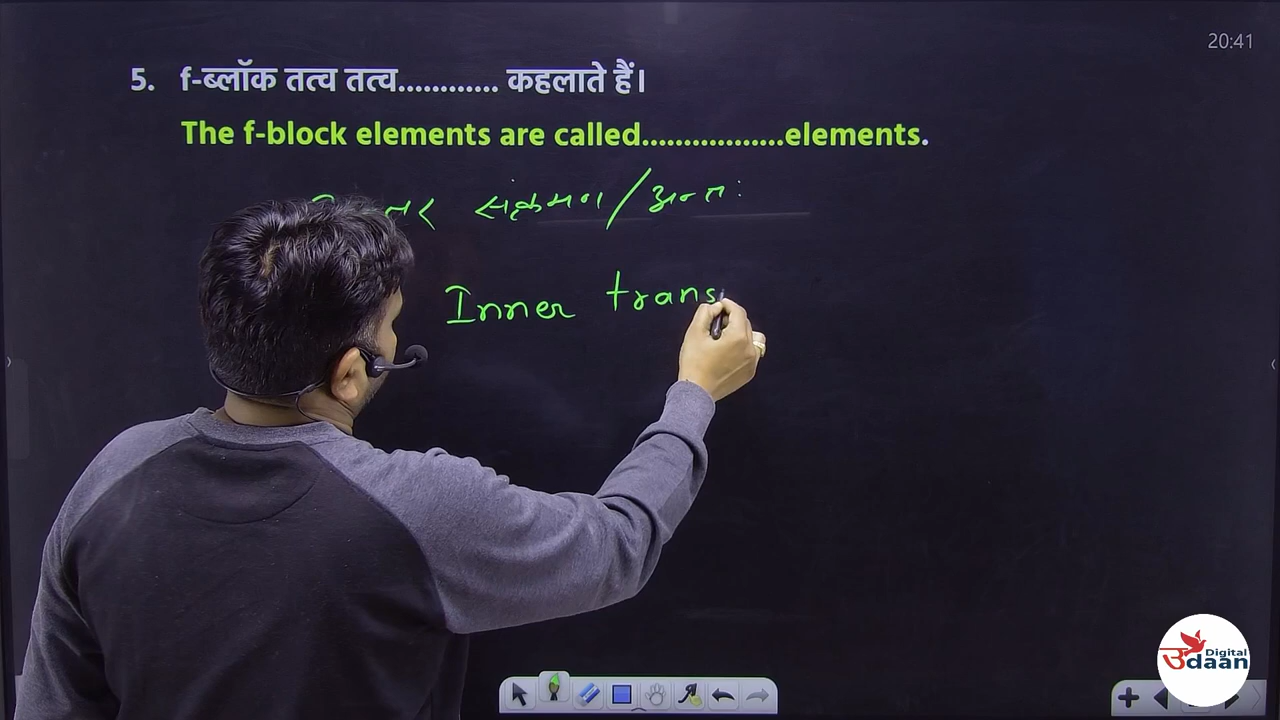 20:41
5. f-ब्लॉक तत्व तत्व............ कहलाते हैं।
The f-block elements are called.................elements.
संक्रमण / अन्तः
Inner trans
Digital
उdaan